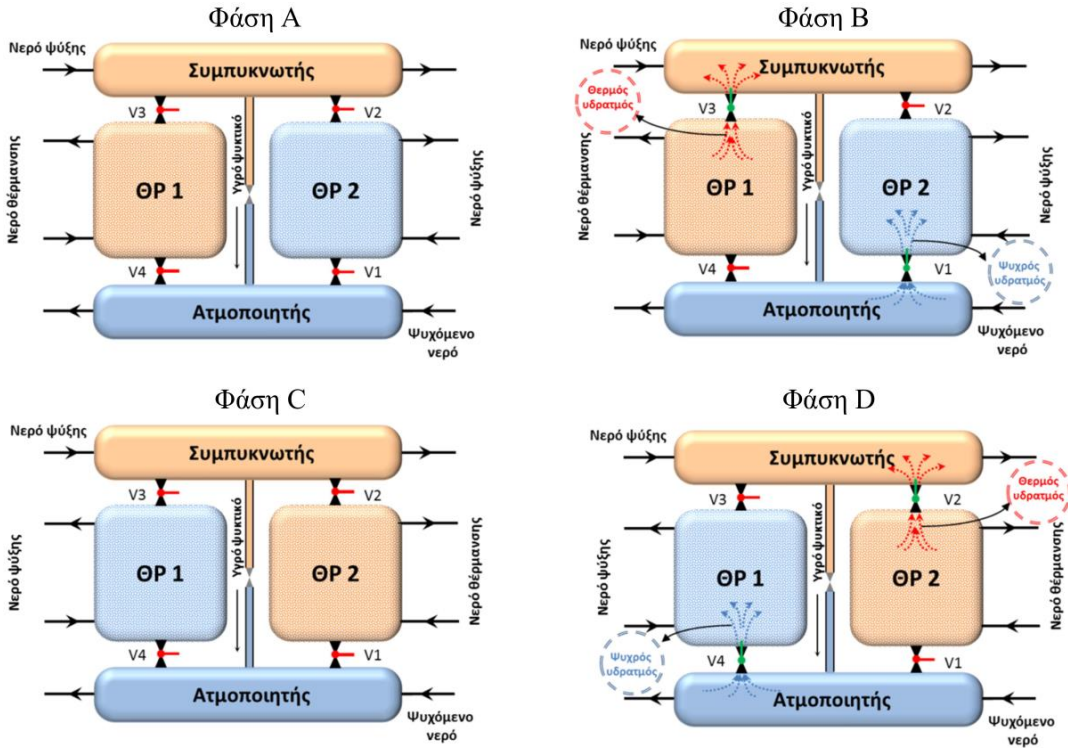 Φάση A
Νερό ψύξης
Συμπυκνωτής
V3
V2
Νερό θέρμανσης
ΘΡ 1
Υγρό ψυκτικό
ΘΡ 2
Νερό ψύξης
V4
V1
Ατμοποιητής
Ψυχόμενο
νερό
Φάση B
Νερό ψύξης
Συμπυκνωτής
Θερμός
υδρατμός
V3
V2
Νερό θέρμανσης
ΘΡ 1
Υγρό ψυκτικό
ΘΡ 2
Νερό ψύξης
V4
V1
Ψυχρός
υδρατμός
Ατμοποιητής
Ψυχόμενο
νερό
Φάση C
Νερό ψύξης
Συμπυκνωτής
V3
V2
Νερό ψύξης
ΘΡ 1
Υγρό ψυκτικό
ΘΡ 2
Νερό θέρμανσης
V4
V1
Ατμοποιητής
Ψυχόμενο
νερό
Φάση D
Νερό ψύξης
Συμπυκνωτής
Θερμός
υδρατμός
V3
V2
Νερό ψύξης
ΘΡ 1
Υγρό ψυκτικό
ΘΡ 2
Νερό θέρμανσης
Ψυχρός
υδρατμός
V4
V1
Ατμοποιητής
Ψυχόμενο
νερό